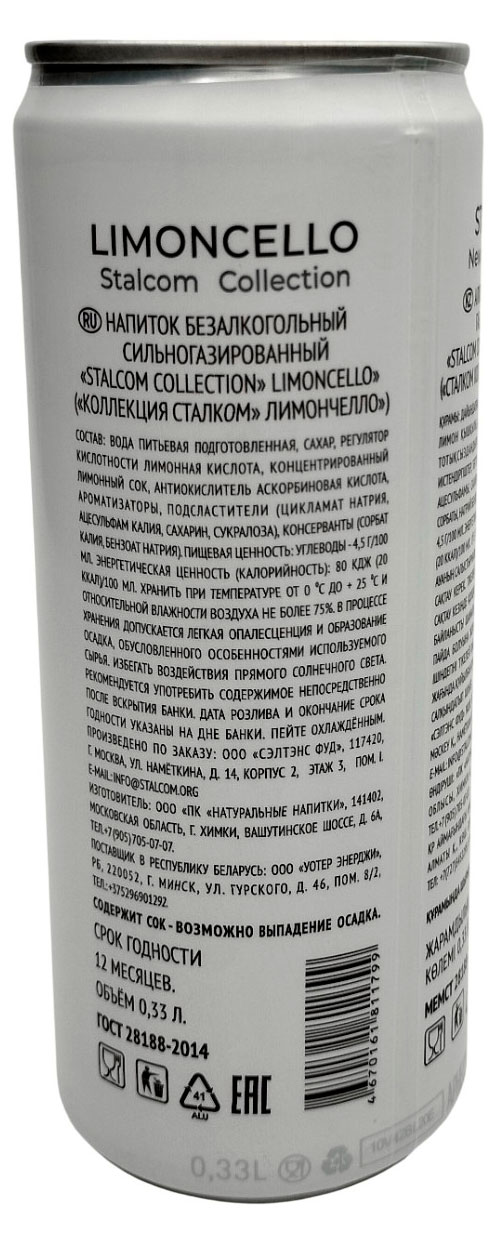 LIMONCELLO
Stalcom Collection
RU НАПИТОК БЕЗАЛКОГОЛЬНЫЙ
СИЛЬНОГАЗИРОВАННЫЙ
«STALCOM COLLECTION» LIMONCELLO»
(«КОЛЛЕКЦИЯ СТАЛКОМ» ЛИМОНЧЕЛЛО»)
СОСТАВ: ВОДА ПИТЬЕВАЯ ПОДГОТОВЛЕННАЯ, САХАР, РЕГУЛЯТОР
КИСЛОТНОСТИ ЛИМОННАЯ КИСЛОТА, КОНЦЕНТРИРОВАННЫЙ
ЛИМОННЫЙ СОК, АНТИОКИСЛИТЕЛЬ АСКОРБИНОВАЯ КИСЛОТА,
АРОМАТИЗАТОРЫ, ПОДСЛАСТИТЕЛИ (ЦИКЛАМАТ НАТРИЯ,
АЦЕСУЛЬФАМ КАЛИЯ, САХАРИН, СУКРАЛОЗА), КОНСЕРВАНТЫ (СОРБАТ
КАЛИЯ, БЕНЗОАТ НАТРИЯ). ПИЩЕВАЯ ЦЕННОСТЬ: УГЛЕВОДЫ - 4,5 Г/100
МЛ. ЭНЕРГЕТИЧЕСКАЯ ЦЕННОСТЬ (КАЛОРИЙНОСТЬ): 80 КДЖ (20
ККАЛ)/100 МЛ. ХРАНИТЬ ПРИ ТЕМПЕРАТУРЕ ОТ 0 °С ДО + 25 °С И
ОТНОСИТЕЛЬНОЙ ВЛАЖНОСТИ ВОЗДУХА НЕ БОЛЕЕ 75%. В ПРОЦЕССЕ
ХРАНЕНИЯ ДОПУСКАЕТСЯ ЛЕГКАЯ ОПАЛЕСЦЕНЦИЯ И ОБРАЗОВАНИЕ
ОСАДКА, ОБУСЛОВЛЕННОГО ОСОБЕННОСТЯМИ ИСПОЛЬЗУЕМОГО
СЫРЬЯ. ИЗБЕГАТЬ ВОЗДЕЙСТВИЯ ПРЯМОГО СОЛНЕЧНОГО СВЕТА.
РЕКОМЕНДУЕТСЯ УПОТРЕБИТЬ СОДЕРЖИМОЕ НЕПОСРЕДСТВЕННО
ПОСЛЕ ВСКРЫТИЯ БАНКИ. ДАТА РОЗЛИВА И ОКОНЧАНИЕ СРОКА
ГОДНОСТИ УКАЗАНЫ НА ДНЕ БАНКИ. ПЕЙТЕ ОХЛАЖДЁННЫМ.
ПРОИЗВЕДЕНО ПО ЗАКАЗУ: ООО «СЭЛТЭНС ФУД», 117420,
Г. МОСКВА, УЛ. НАМЁТКИНА, Д. 14, КОРПУС 2, ЭТАЖ 3, ПОМ. I.
E-MAIL:INFO@STALCOM.ORG
ИЗГОТОВИТЕЛЬ: ООО «ПК «НАТУРАЛЬНЫЕ НАПИТКИ», 141402,
МОСКОВСКАЯ ОБЛАСТЬ, Г. ХИМКИ, ВАШУТИНСКОЕ ШОССЕ, Д. 6А,
ТЕЛ.+7(905)705-07-07.
ПОСТАВЩИК В РЕСПУБЛИКУ БЕЛАРУСЬ: ООО «УОТЕР ЭНЕРДЖИ»,
РБ, 220052, Г. МИНСК, УЛ. ГУРСКОГО, Д. 46, ПОМ. 8/2,
ТЕЛ.:+375296901292
СОДЕРЖИТ СОК - ВОЗМОЖНО ВЫПАДЕНИЕ ОСАДКА.
СРОК ГОДНОСТИ
12 МЕСЯЦЕВ.
ОБЪЁМ 0,33 Л.
ГОСТ 28188-2014
41
ALU
EAC
4 670161 811799
0,33L